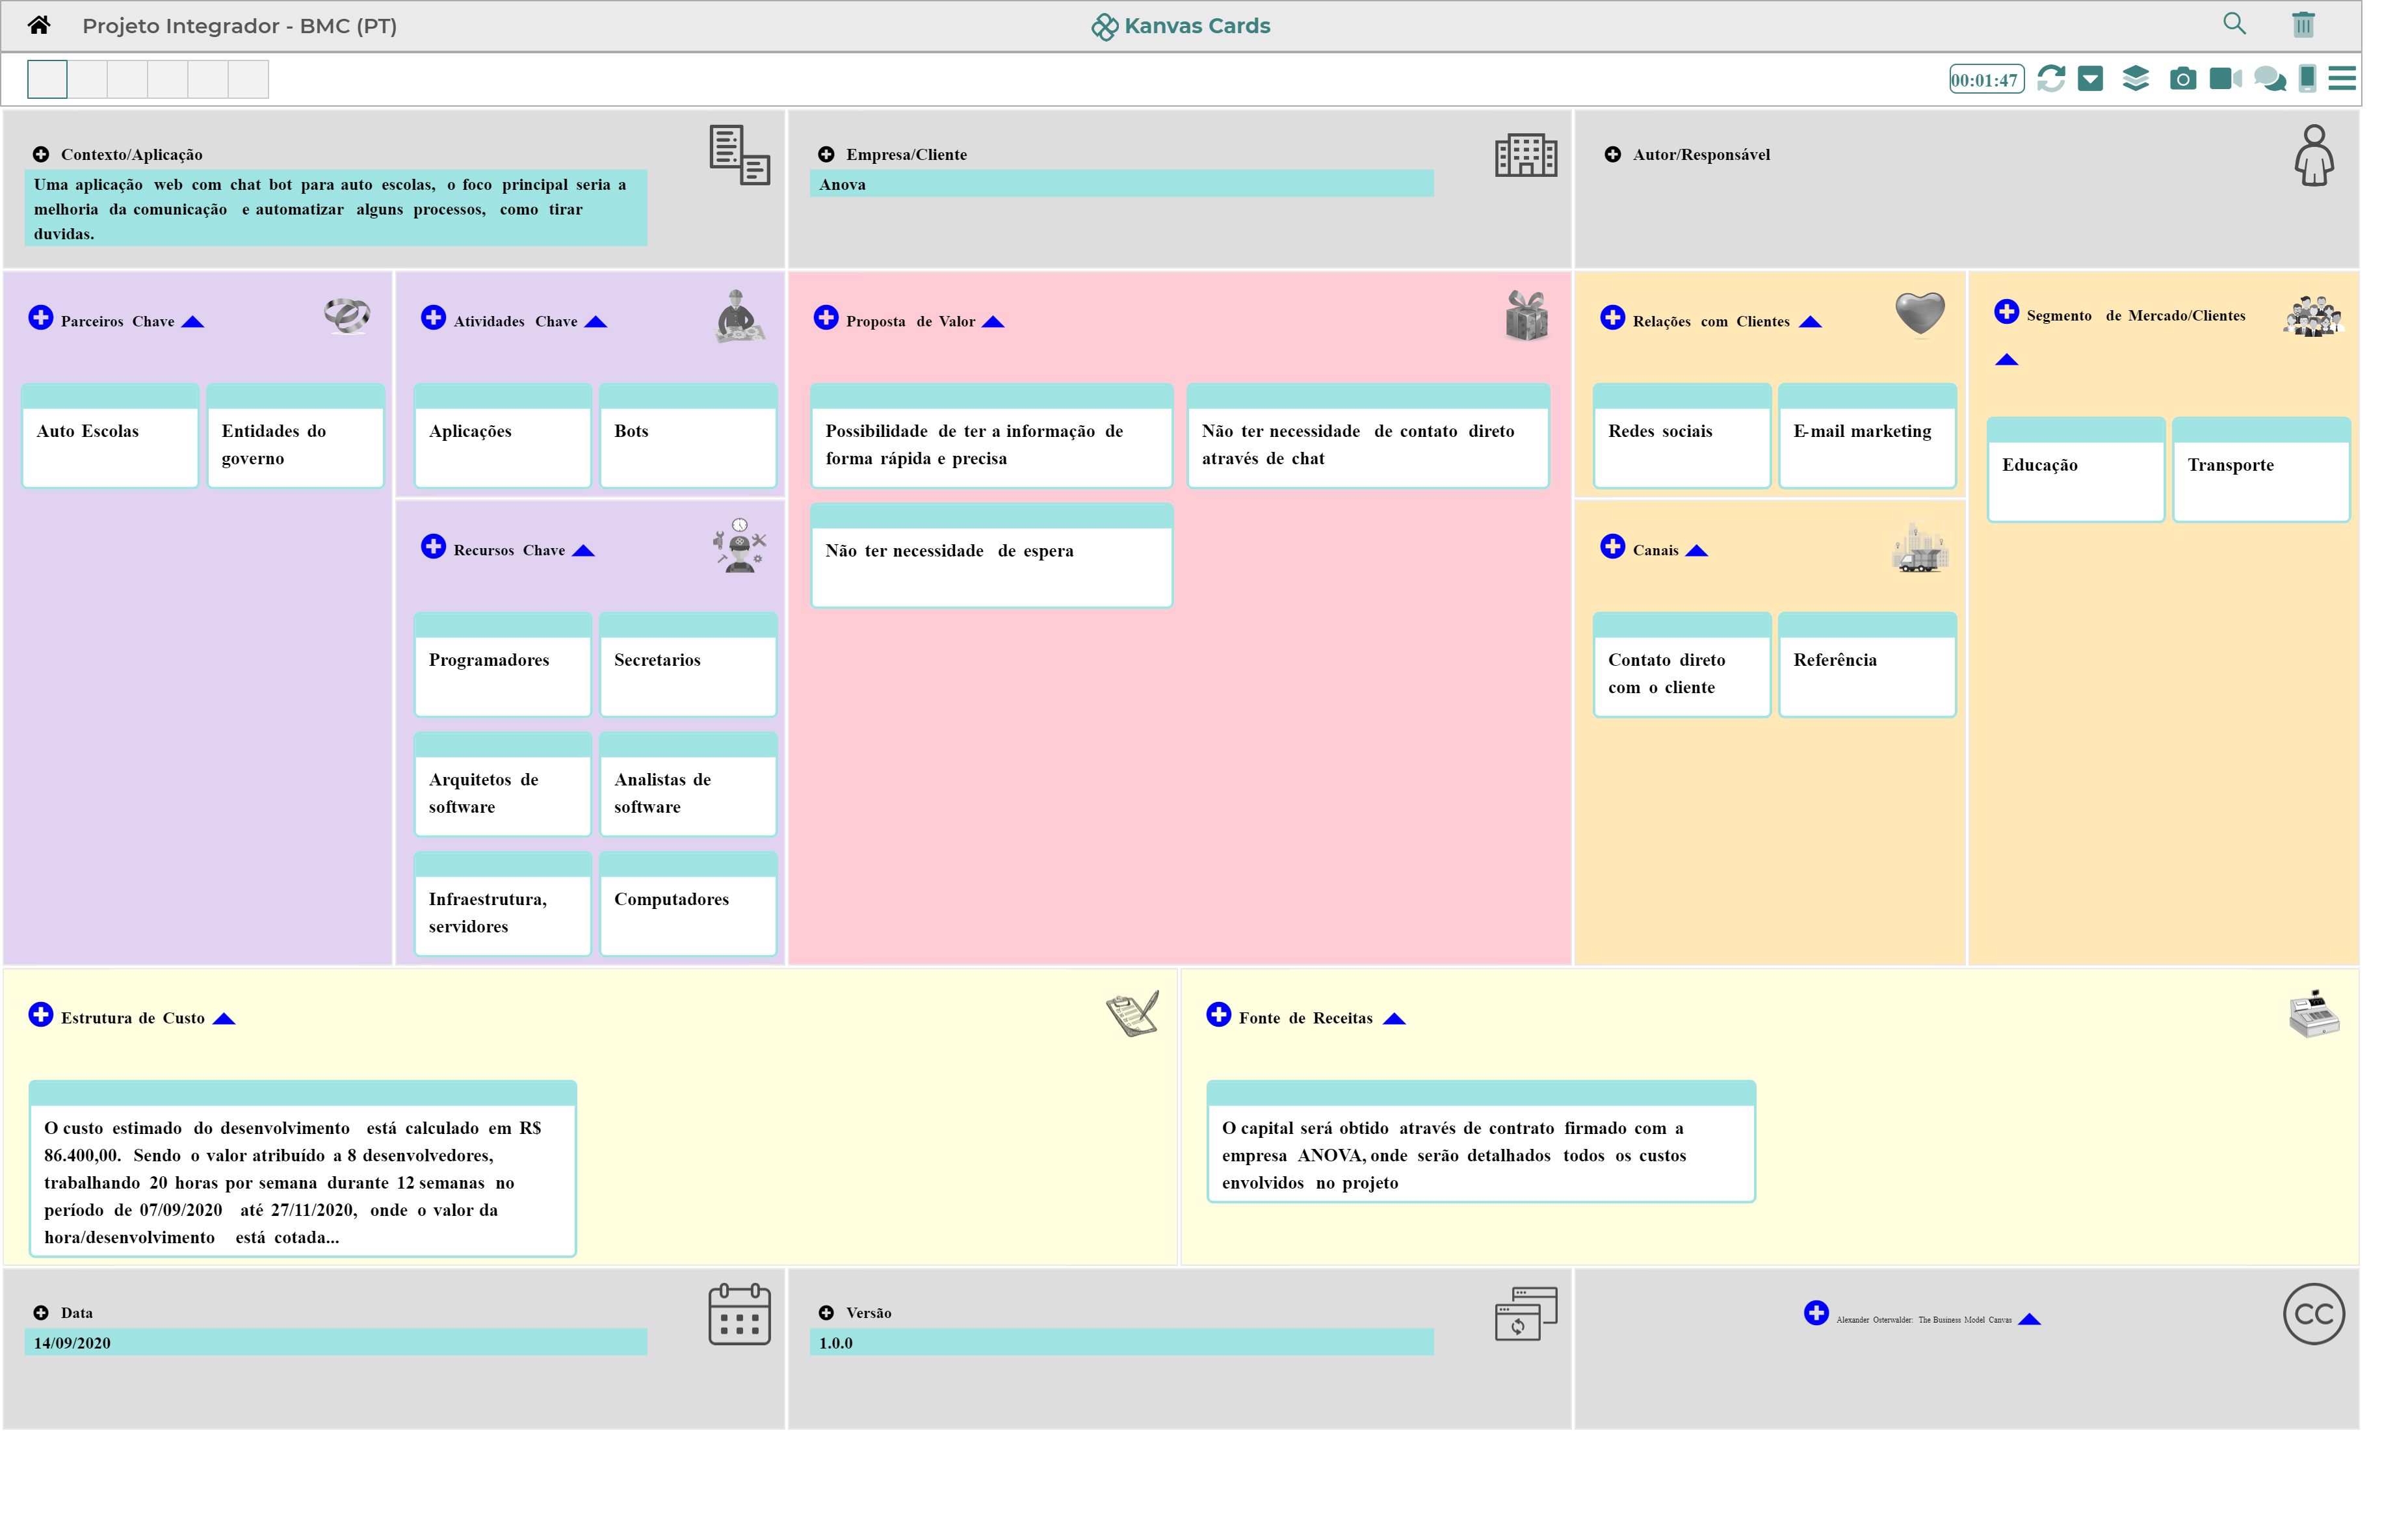 Projeto Integrador - BMC (PT)
Kanvas Cards
00:01:47
Contexto/Aplicação
Uma aplicação web com chat bot para auto escolas, o foco principal seria a
melhoria da comunicação e automatizar alguns processos, como tirar
duvidas.
Empresa/Cliente
Anova
Autor/Responsável
Parceiros Chave
Auto Escolas
Entidades do
governo
Atividades Chave
Aplicações
Bots
Recursos Chave
Programadores
Secretarios
Arquitetos de
software
Analistas de
software
Infraestrutura,
servidores
Computadores
Proposta de Valor
Possibilidade de ter a informação de
forma rápida e precisa
Não ter necessidade de contato direto
através de chat
Não ter necessidade de espera
Relações com Clientes
Redes sociais
E-mail marketing
Canais
Contato direto
com o cliente
Referência
Segmento de Mercado/Clientes
Educação
Transporte
Estrutura de Custo
O custo estimado do desenvolvimento está calculado em R$
86.400,00. Sendo o valor atribuído a 8 desenvolvedores,
trabalhando 20 horas por semana durante 12 semanas no
período de 07/09/2020 até 27/11/2020, onde o valor da
hora/desenvolvimento está cotada...
Fonte de Receitas
O capital será obtido através de contrato firmado com a
empresa ANOVA, onde serão detalhados todos os custos
envolvidos no projeto
Data
14/09/2020
Versão
1.0.0
Alexander Osterwalder: The Business Model Canvas
CC